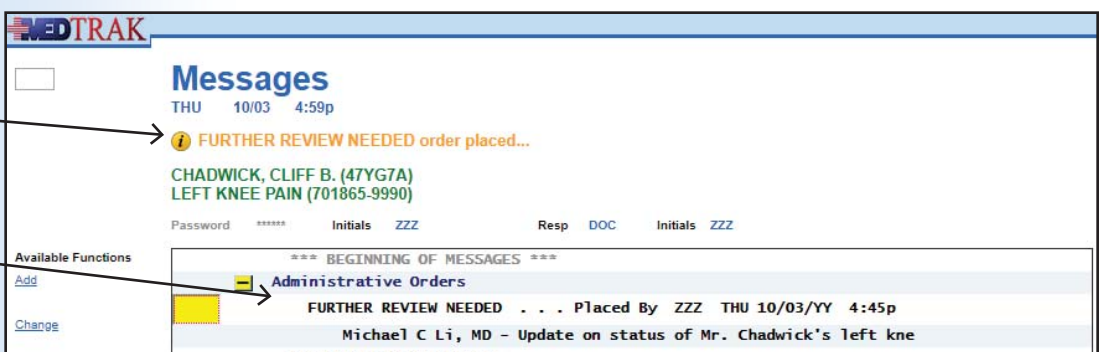 MEDTRAK
Messages
THU 10/03 4:59p
i FURTHER REVIEW NEEDED order placed...
CHADWICK, CLIFF B. (47YG7A)
LEFT KNEE PAIN (701865-9990)
Password ****** Initials ZZZ Resp DOC Initials ZZZ
Available Functions
*** BEGINNING OF MESSAGES ***
Add
Administrative Orders
FURTHER REVIEW NEEDED . . . Placed By ZZZ THU 10/03/YY 4:45p
Change
Michael C Li, MD - Update on status of Mr. Chadwick's left kne